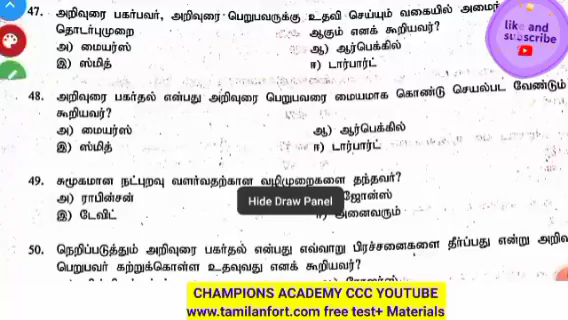 47. அறிவுரை பகர்பவர், அறிவுரை பெறுபவருக்கு உதவி செய்யும் வகையில்
தொடர்புமுறை ஆகும் எனக் கூறியவர்?
அ) மையர்ஸ் ஆ) ஆர்பெக்கில்
இ) ஸ்மித் ஈ) டார்பார்ட்
like and
subscribe
48. அறிவுரை பகர்தல் என்பது அறிவுரை பெறுபவரை மையமாக கொண்டு செயல்பட வேண்டும்
கூறியவர்?
அ) மையர்ஸ் ஆ) ஆர்பெக்கில்
இ) ஸ்மித் ஈ) டார்பார்ட்
49. சுமூகமான நட்புறவு வளர்வதற்கான வழிமுறைகளை தந்தவர்?
அ) ராபின்சன் ஜோன்ஸ்
இ) டேவிட் அனைவரும்
Hide Draw Panel
50. நெறிப்படுத்தும் அறிவுரை பகர்தல் என்பது எவ்வாறு பிரச்சனைகளை தீர்ப்பது என்று
பெறுபவர் கற்றுக்கொள்ள உதவுவது எனக் கூறியவர்?
CHAMPIONS ACADEMY CCC YOUTUBE
www.tamilanfort.com free test+ Materials